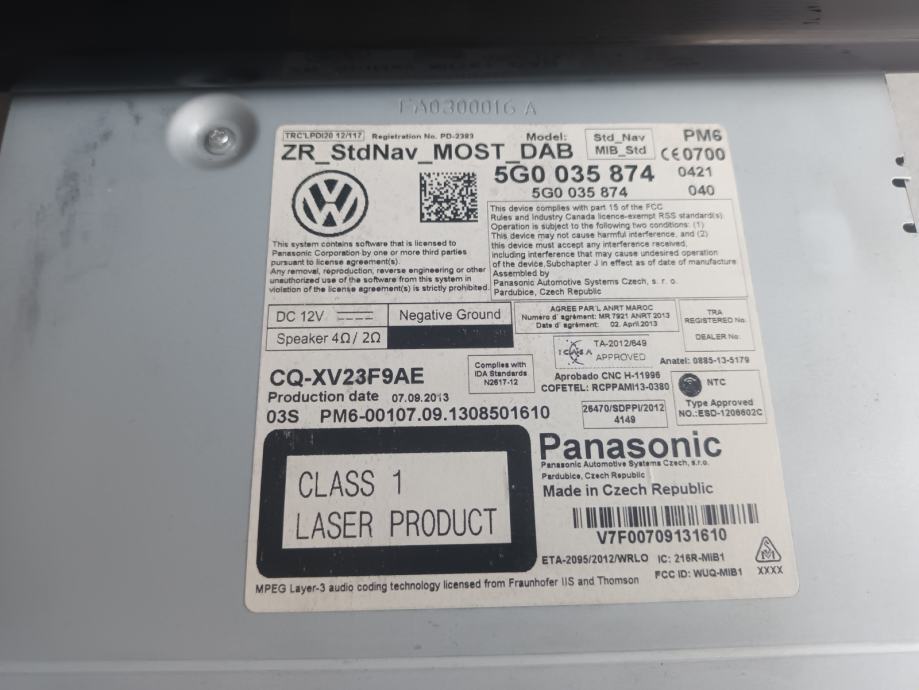 FA0300016 A
TRC'LPDI20 12/117 Registration No. PD-2383 Model: Std_Nav MIB_Std PM6
ZR_StdNav_MOST_DAB CE0700
5G0 035 874 0421
5G0 035 874 040
This device complies with part 15 of the FCC
Rules and Industry Canada licence-exempt RSS standard(s).
Operation is subject to the following two conditions: (1)
This device may not cause harmful interference, and (2)
this device must accept any interference received,
including interference that may cause undesired operation
of the device.Subchapter J in effect as of date of manufacture
Assembled by
Panasonic Automotive Systems Czech, s. r. o.
Pardubice, Czech Republic
This system contains software that is licensed to
Panasonic Corporation by one or more third parties
pursuant to license agreement(s).
Any removal, reproduction, reverse engineering or other
unauthorized use of the software from this system in
violation of the license agreement(s) is strictly prohibited.
DC 12V Negative Ground
Speaker 4Ω / 2Ω
AGREE PAR'L ANRT MAROC
Numero d' agrément: MR 7921 ANRT 2013
Date d' agrément: 02. April.2013
TRA
REGISTERED No:
DEALER No:
ICASA TA-2012/649
APPROVED
Anatel: 0885-13-5179
CQ-XV23F9AE
Production date 07.09.2013
03S PM6-00107.09.1308501610
Complies with
IDA Standards
N2617-12
Aprobado CNC H-11996
COFETEL: RCPPAMI13-0380
26470/SDPPI/2012
4149
NTC
Type Approved
NO.:ESD-1206602C
CLASS 1
LASER PRODUCT
Panasonic
Panasonic Automotive Systems Czech, s.r.o.
Pardubice, Czech Republic
Made in Czech Republic
V7F00709131610
ETA-2095/2012/WRLO IC: 216R-MIB1
FCC ID: WUQ-MIB1
XXXX
MPEG Layer-3 audio coding technology licensed from Fraunhofer IIS and Thomson